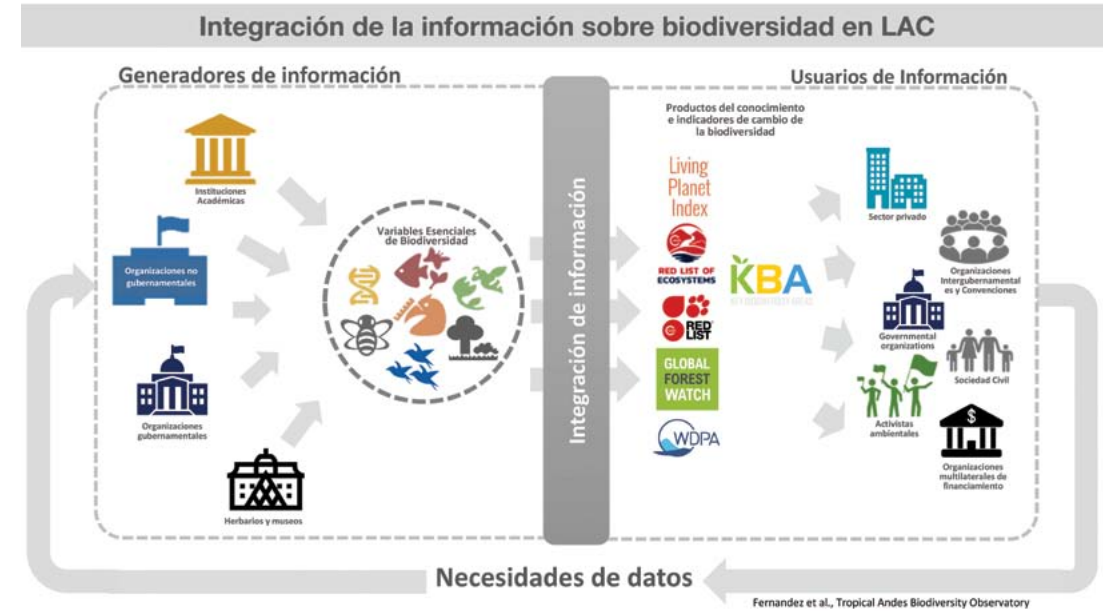 Integración de la información sobre biodiversidad en LAC
Generadores de información
Instituciones
Académicas
Organizaciones no
gubernamentales
Organizaciones
gubernamentales
Herbarios y museos
Variables Esenciales
de Biodiversidad
Integración de información
Usuarios de Información
Productos del conocimiento
e indicadores de cambio de
la biodiversidad
Living
Planet
Index
RED LIST OF
ECOSYSTEMS
KBA
KEY BIODIVERSITY AREAS
RED
LIST
GLOBAL
FOREST
WATCH
WDPA
Sector privado
Organizaciones
Intergubernamental
es y Convenciones
Governmental
organizations
Sociedad Civil
Activistas
ambientales
$
Organizaciones
multilaterales de
financiamiento
Necesidades de datos
Fernandez et al., Tropical Andes Biodiversity Observatory